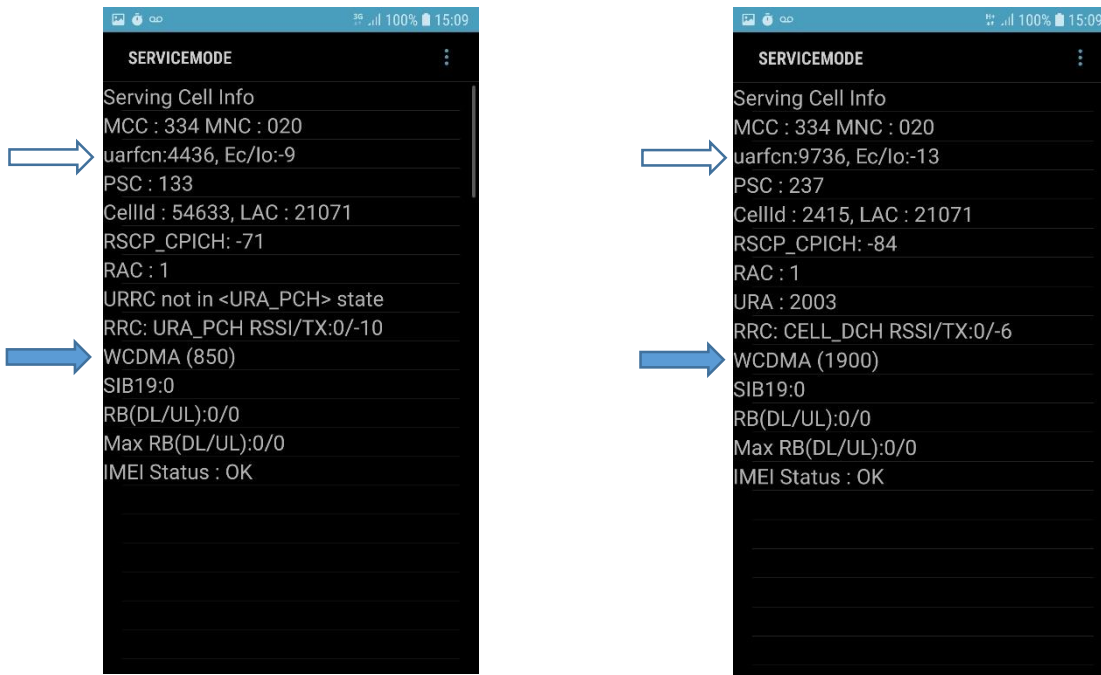 3G 100% 15:09
SERVICEMODE
Serving Cell Info
MCC : 334 MNC : 020
uarfcn:4436, Ec/Io:-9
PSC : 133
CellId : 54633, LAC : 21071
RSCP_CPICH: -71
RAC : 1
URRC not in <URA_PCH> state
RRC: URA_PCH RSSI/TX:0/-10
WCDMA (850)
SIB19:0
RB(DL/UL):0/0
Max RB(DL/UL):0/0
IMEI Status : OK
H+ 100% 15:09
SERVICEMODE
Serving Cell Info
MCC : 334 MNC : 020
uarfcn:9736, Ec/Io:-13
PSC : 237
CellId : 2415, LAC : 21071
RSCP_CPICH: -84
RAC : 1
URA : 2003
RRC: CELL_DCH RSSI/TX:0/-6
WCDMA (1900)
SIB19:0
RB(DL/UL):0/0
Max RB(DL/UL):0/0
IMEI Status : OK